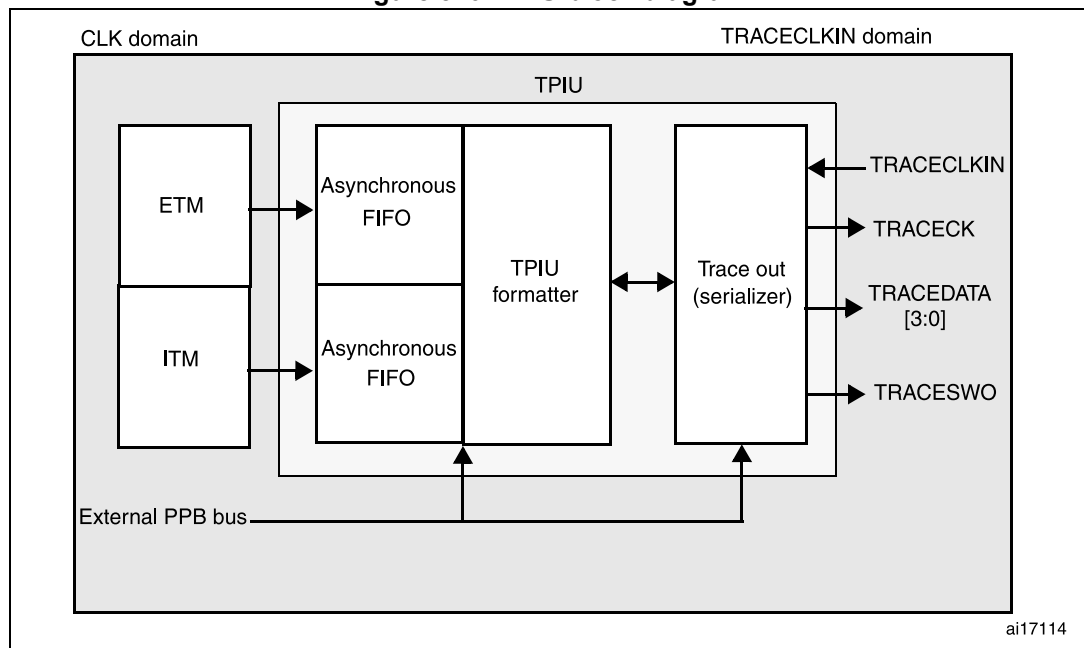 CLK domain
TRACECLKIN domain
TPIU
ETM
Asynchronous
FIFO
TPIU
formatter
Trace out
(serializer)
TRACECLKIN
TRACECK
TRACEDATA
[3:0]
TRACESWO
ITM
Asynchronous
FIFO
External PPB bus
ai17114